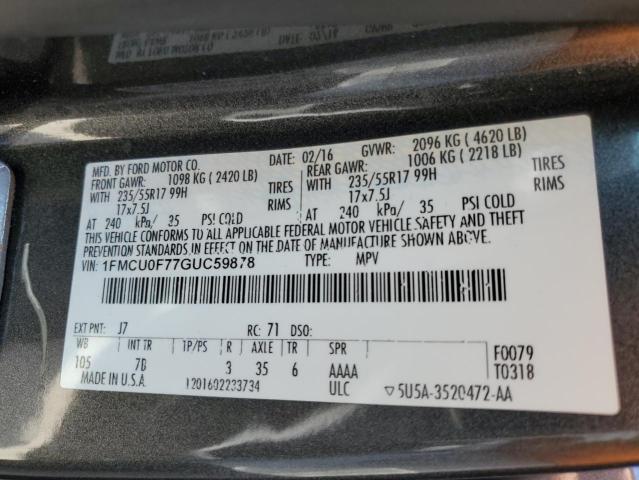 MFD. BY FORD MOTOR CO. 02/16 GVWR: 2096 KG ( 4620 LB)
FRONT GAWR: 1098 KG ( 2420 LB) REAR GAWR: 1006 KG ( 2218 LB)
WITH 235/55R17 99H TIRES WITH 235/55R17 99H TIRES
17x7.5J RIMS 17x7.5J RIMS
AT 240 kPa/ 35 PSI COLD AT 240 kPa/ 35 PSI COLD
THIS VEHICLE CONFORMS TO ALL APPLICABLE FEDERAL MOTOR VEHICLE SAFETY AND THEFT
PREVENTION STANDARDS IN EFFECT ON THE DATE OF MANUFACTURE SHOWN ABOVE.
VIN: 1FMCU0F77GUC59878 TYPE: MPV
EXT PNT: J7 RC: 71 DSO:
WB INT TR TP/PS R AXLE TR SPR F0079
105 7B 3 35 6 AAAA T0318
MADE IN U.S.A. ULC ▽5U5A-3520472-AA